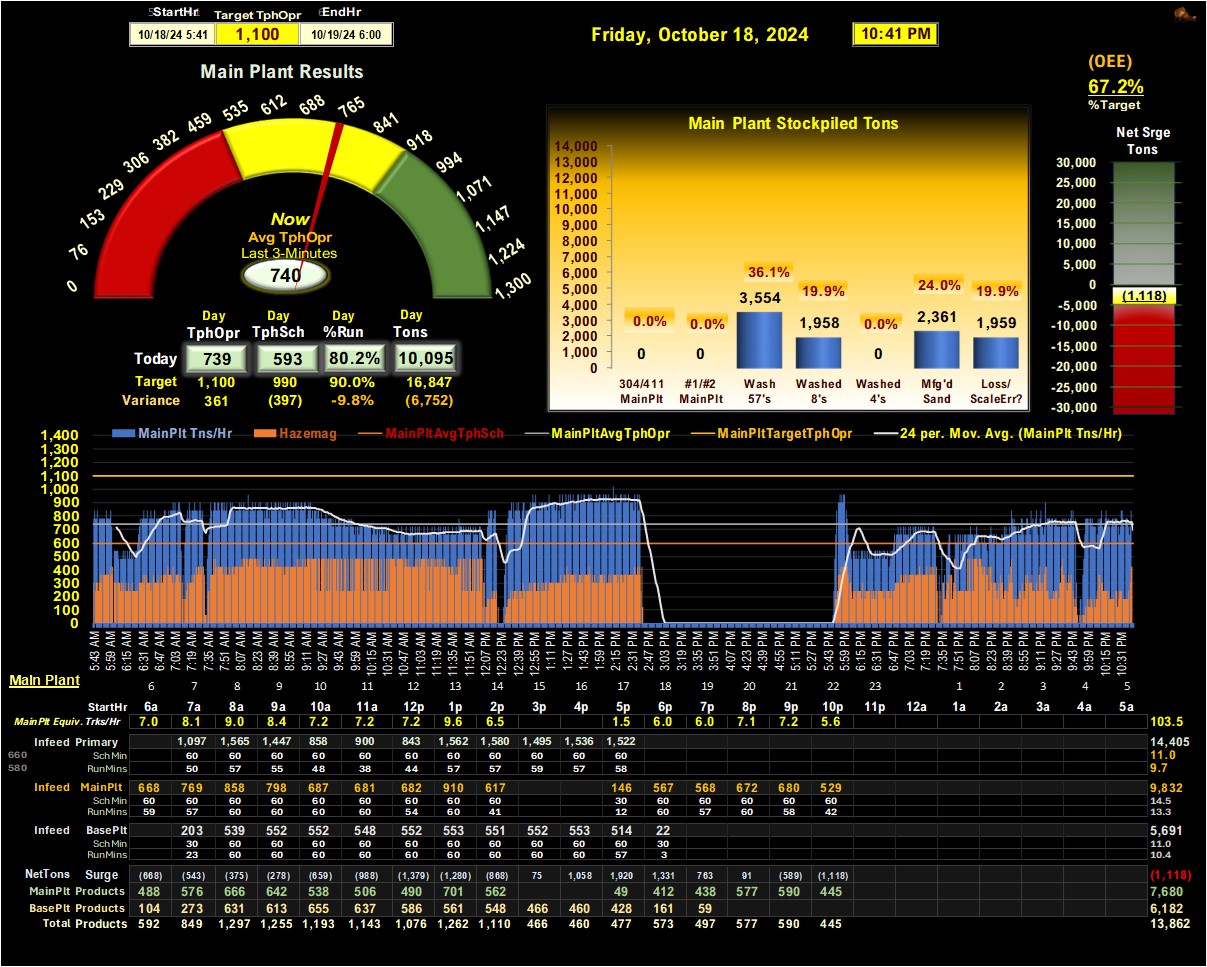 StartHr Target TphOpr EndHr
10/18/24 5:41 1,100 10/19/24 6:00
Friday, October 18, 2024 10:41 PM
(OEE)
67.2%
%Target
Main Plant Results
0 76 153 229 306 382 459 535 612 688 765 841 918 994 1,071 1,147 1,224 1,300
Now
Avg TphOpr
Last 3-Minutes
740
Day Day Day Day
TphOpr TphSch %Run Tons
Today 739 593 80.2% 10,095
Target 1,100 990 90.0% 16,847
Variance 361 (397) -9.8% (6,752)
Main Plant Stockpiled Tons
14,000
13,000
12,000
11,000
10,000
9,000
8,000
7,000
6,000
5,000
4,000
3,000
2,000
1,000
0
0.0% 0.0% 36.1% 19.9% 0.0% 24.0% 19.9%
0 0 3,554 1,958 0 2,361 1,959
304/411 #1/#2 Wash Washed Washed Mfg'd Loss/
MainPlt MainPlt 57's 8's 4's Sand ScaleErr?
Net Srge
Tons
30,000
25,000
20,000
15,000
10,000
5,000
0
(1,118)
-5,000
-10,000
-15,000
-20,000
-25,000
-30,000
MainPlt Tns/Hr Hazemag MainPltAvgTphSch MainPltAvgTphOpr MainPltTargetTphOpr 24 per. Mov. Avg. (MainPlt Tns/Hr)
1,400
1,300
1,200
1,100
1,000
900
800
700
600
500
400
300
200
100
0
5:43 AM 5:59 AM 6:15 AM 6:31 AM 6:47 AM 7:03 AM 7:19 AM 7:35 AM 7:51 AM 8:07 AM 8:23 AM 8:39 AM 8:55 AM 9:11 AM 9:27 AM 9:43 AM 9:59 AM 10:15 AM 10:31 AM 10:47 AM 11:03 AM 11:19 AM 11:35 AM 11:51 AM 12:07 PM 12:23 PM 12:39 PM 12:55 PM 1:11 PM 1:27 PM 1:43 PM 1:59 PM 2:15 PM 2:31 PM 2:47 PM 3:03 PM 3:19 PM 3:35 PM 3:51 PM 4:07 PM 4:23 PM 4:39 PM 4:55 PM 5:11 PM 5:27 PM 5:43 PM 5:59 PM 6:15 PM 6:31 PM 6:47 PM 7:03 PM 7:19 PM 7:35 PM 7:51 PM 8:07 PM 8:23 PM 8:39 PM 8:55 PM 9:11 PM 9:27 PM 9:43 PM 9:59 PM 10:15 PM 10:31 PM
Main Plant 6 7 8 9 10 11 12 13 14 15 16 17 18 19 20 21 22 23 1 2 3 4 5
StartHr 6a 7a 8a 9a 10a 11a 12p 1p 2p 3p 4p 5p 6p 7p 8p 9p 10p 11p 12a 1a 2a 3a 4a 5a
MainPlt Equiv. Trks/Hr 7.0 8.1 9.0 8.4 7.2 7.2 7.2 9.6 6.5 1.5 6.0 6.0 7.1 7.2 5.6 103.5
Infeed Primary 1,097 1,565 1,447 858 900 843 1,562 1,580 1,495 1,536 1,522 14,405
660 SchMin 60 60 60 60 60 60 60 60 60 60 60 11.0
580 RunMins 50 57 55 48 38 44 57 57 59 57 58 9.7
Infeed MainPlt 668 769 858 798 687 681 682 910 617 146 567 568 672 680 529 9,832
SchMin 60 60 60 60 60 60 60 60 60 30 60 60 60 60 60 14.5
RunMins 59 57 60 60 60 60 54 60 41 12 60 57 60 58 42 13.3
Infeed BasePlt 203 539 552 552 548 552 553 551 552 553 514 22 5,691
SchMin 30 60 60 60 60 60 60 60 60 60 60 30 11.0
RunMins 23 60 60 60 60 60 60 60 60 60 57 3 10.4
NetTons Surge (668) (543) (375) (278) (659) (988) (1,379) (1,280) (868) 75 1,058 1,920 1,331 763 91 (589) (1,118) (1,118)
MainPlt Products 488 576 666 642 538 506 490 701 562 49 412 438 577 590 445 7,680
BasePlt Products 104 273 631 613 655 637 586 561 548 466 460 428 161 59 6,182
Total Products 592 849 1,297 1,255 1,193 1,143 1,076 1,262 1,110 466 460 477 573 497 577 590 445 13,862